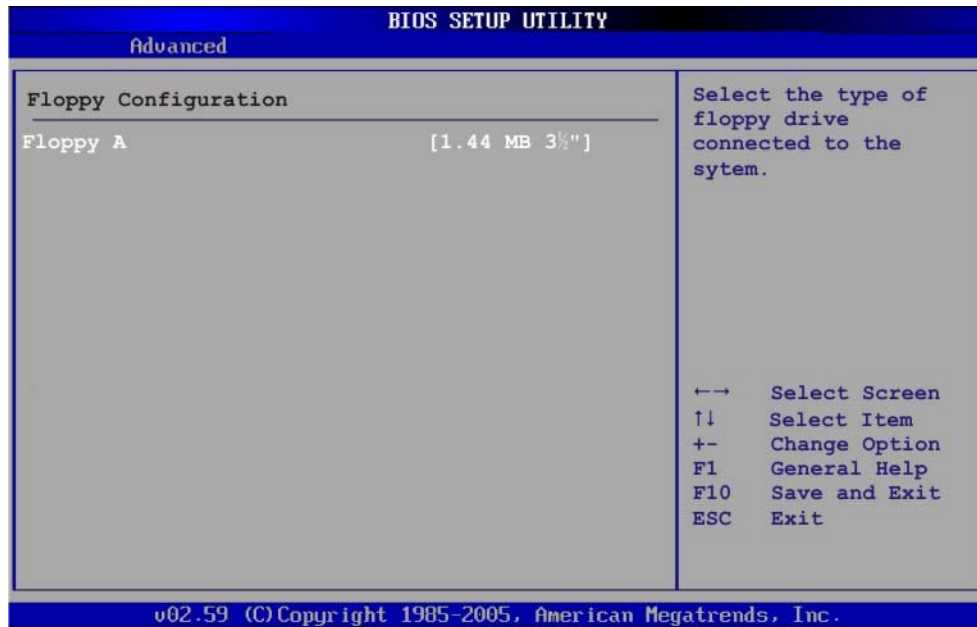 BIOS SETUP UTILITY
Advanced
Floppy Configuration
Floppy A [1.44 MB 3½"]
Select the type of
floppy drive
connected to the
sytem.
←→ Select Screen
↑↓ Select Item
+- Change Option
F1 General Help
F10 Save and Exit
ESC Exit
v02.59 (C)Copyright 1985-2005, American Megatrends, Inc.